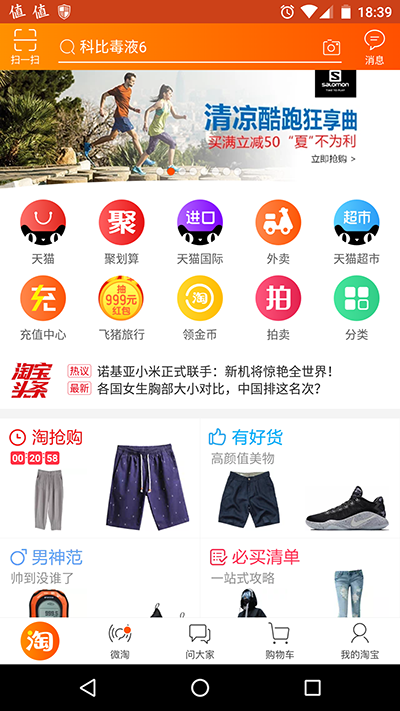 值 值
18:39
扫一扫
科比毒液6
消息
salomon
TIME TO PLAY
清凉酷跑狂享曲
买满立减50 “夏”不为利
立即抢购 >
聚
进口
超市
天猫
聚划算
天猫国际
外卖
天猫超市
充
抽
999元
红包
淘
拍
充值中心
飞猪旅行
领金币
拍卖
分类
淘宝头条
热议 诺基亚小米正式联手：新机将惊艳全世界！
最新 各国女生胸部大小对比，中国排这名次？
淘抢购
00:20:58
有好货
高颜值美物
男神范
帅到没谁了
必买清单
一站式攻略
淘
微淘
问大家
购物车
我的淘宝